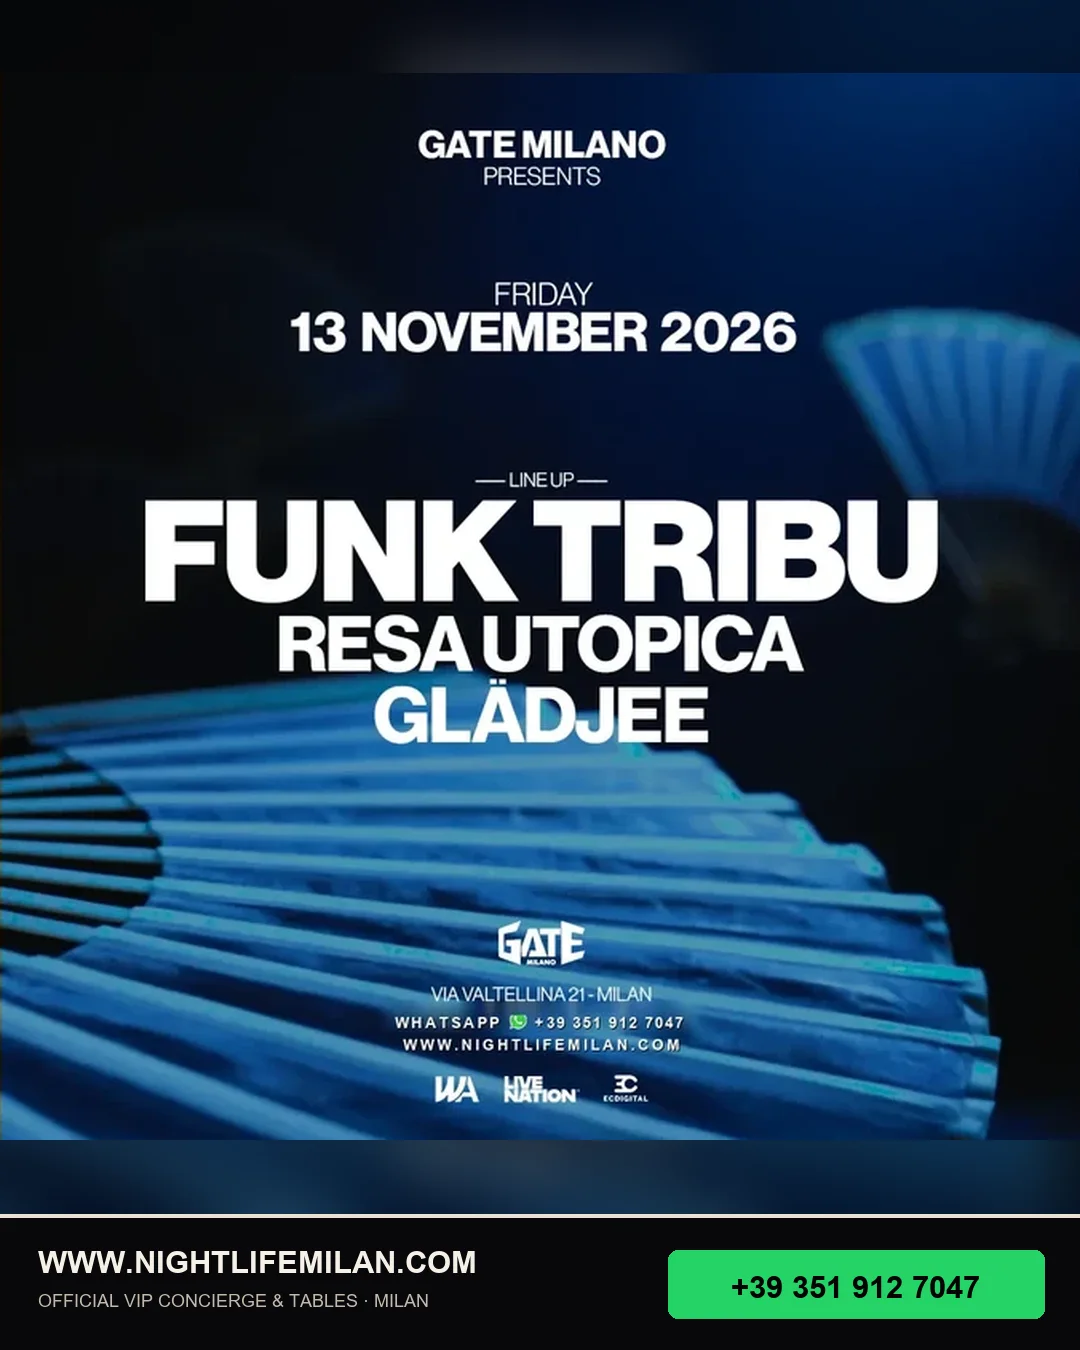 GATE MILANO
PRESENTS
FRIDAY
13 NOVEMBER 2026
LINE UP
FUNK TRIBU
RESA UTOPICA
GLÄDJEE
GATE
MILANO
VIA VALTELLINA 21 - MILAN
WHATSAPP +39 351 912 7047
WWW.NIGHTLIFEMILAN.COM
WA LIVE NATION EC ECDIGITAL
WWW.NIGHTLIFEMILAN.COM
OFFICIAL VIP CONCIERGE & TABLES · MILAN
+39 351 912 7047